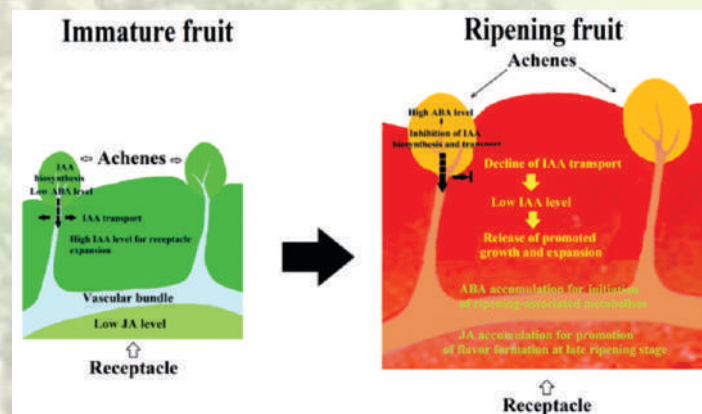 Immature fruit
Achenes
IAA
biosynthesis
Low ABA level
IAA transport
High IAA level for receptacle
expansion
Vascular bundle
Low JA level
Receptacle
Ripening fruit
Achenes
High ABA level
Inhibition of IAA
biosynthesis and transport
Decline of IAA transport
Low IAA level
Release of promoted
growth and expansion
ABA accumulation for initiation
of ripening-associated metabolism
JA accumulation for promotion
of flavor formation at late ripening stage
Receptacle